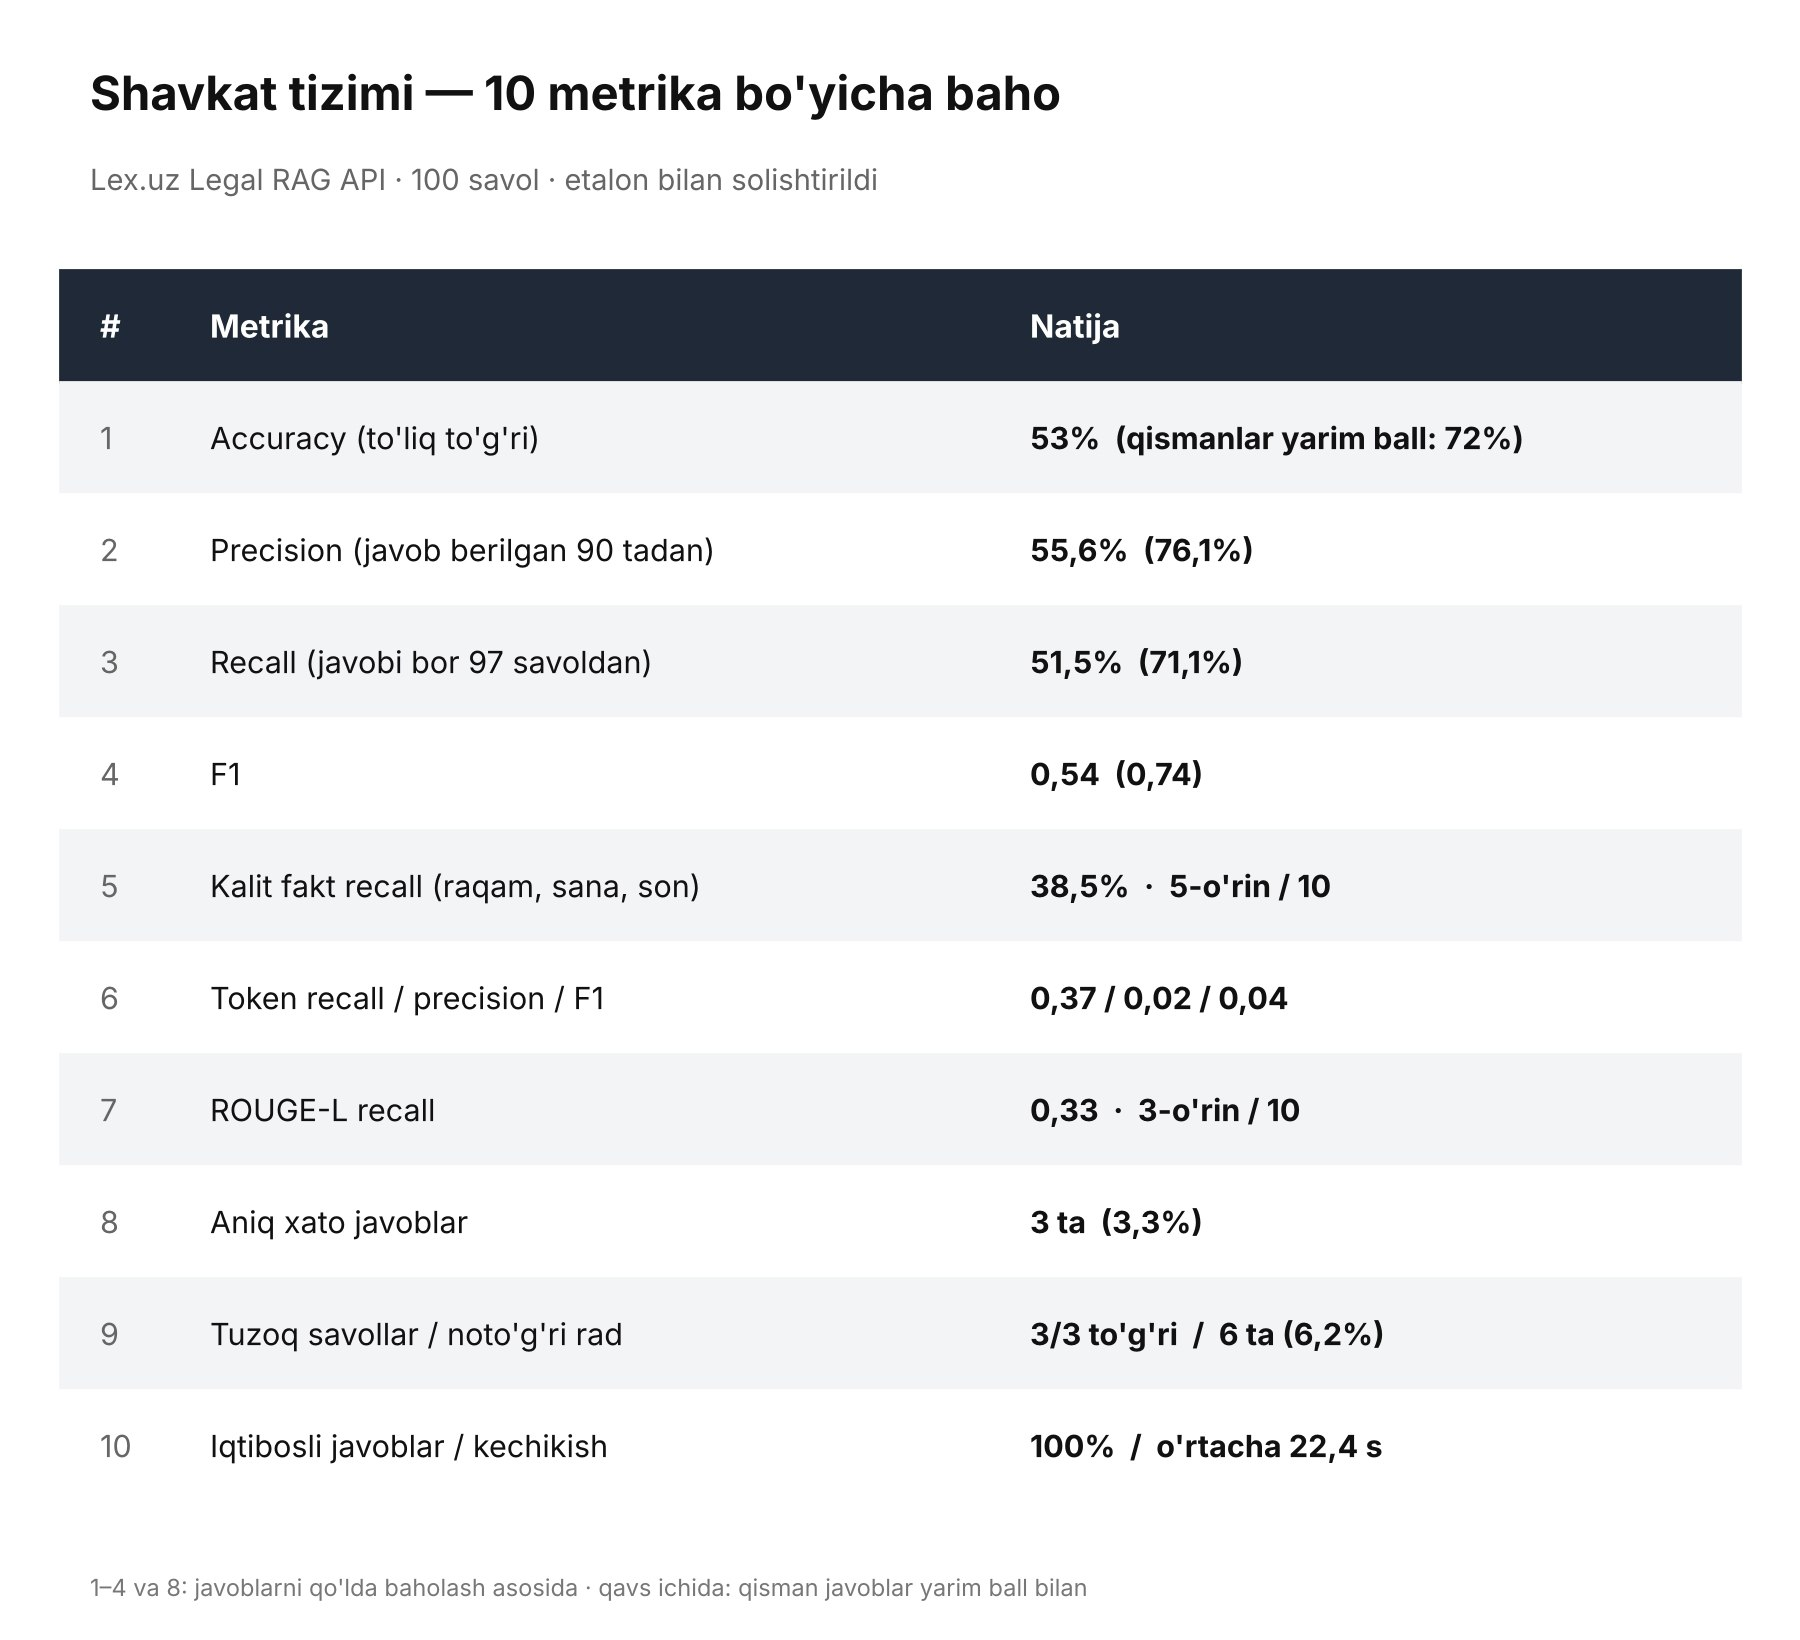 Shavkat tizimi — 10 metrika bo'yicha baho
Lex.uz Legal RAG API · 100 savol · etalon bilan solishtirildi
# Metrika Natija
1 Accuracy (to'liq to'g'ri) 53% (qismanlar yarim ball: 72%)
2 Precision (javob berilgan 90 tadan) 55,6% (76,1%)
3 Recall (javobi bor 97 savoldan) 51,5% (71,1%)
4 F1 0,54 (0,74)
5 Kalit fakt recall (raqam, sana, son) 38,5% · 5-o'rin / 10
6 Token recall / precision / F1 0,37 / 0,02 / 0,04
7 ROUGE-L recall 0,33 · 3-o'rin / 10
8 Aniq xato javoblar 3 ta (3,3%)
9 Tuzoq savollar / noto'g'ri rad 3/3 to'g'ri / 6 ta (6,2%)
10 Iqtibosli javoblar / kechikish 100% / o'rtacha 22,4 s
1–4 va 8: javoblarni qo'lda baholash asosida · qavs ichida: qisman javoblar yarim ball bilan